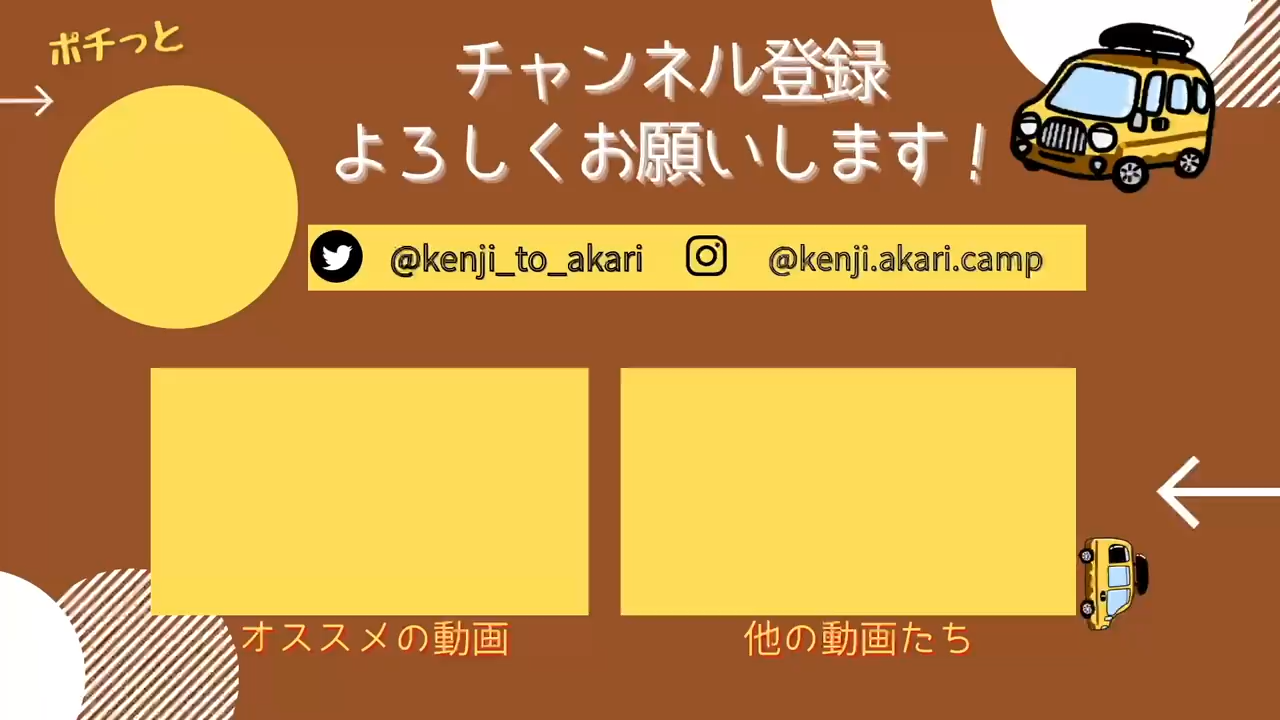 ポチっと
チャンネル登録
よろしくお願いします！
@kenji_to_akari @kenji.akari.camp
オススメの動画 他の動画たち